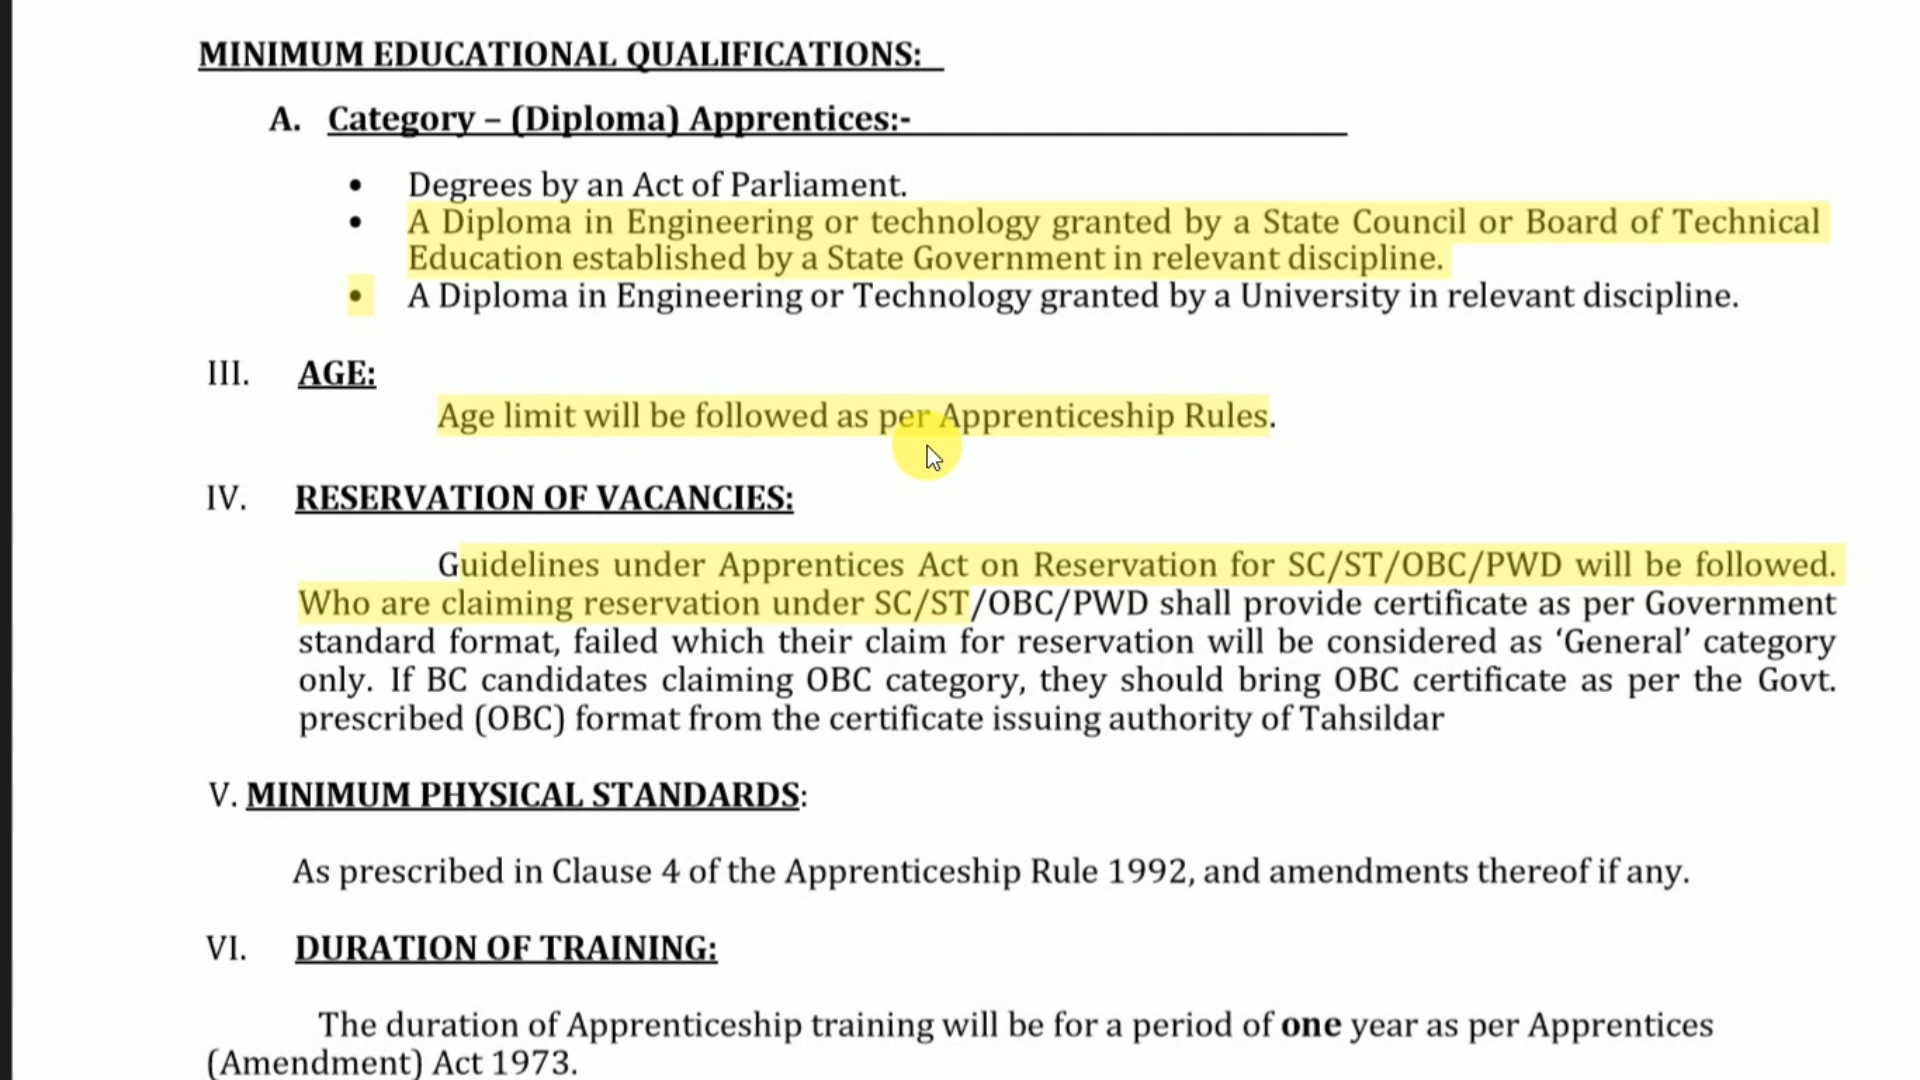 MINIMUM EDUCATIONAL QUALIFICATIONS:
A. Category – (Diploma) Apprentices:-
• Degrees by an Act of Parliament.
• A Diploma in Engineering or technology granted by a State Council or Board of Technical
Education established by a State Government in relevant discipline.
• A Diploma in Engineering or Technology granted by a University in relevant discipline.
III. AGE:
Age limit will be followed as per Apprenticeship Rules.
IV. RESERVATION OF VACANCIES:
Guidelines under Apprentices Act on Reservation for SC/ST/OBC/PWD will be followed.
Who are claiming reservation under SC/ST/OBC/PWD shall provide certificate as per Government
standard format, failed which their claim for reservation will be considered as ‘General’ category
only. If BC candidates claiming OBC category, they should bring OBC certificate as per the Govt.
prescribed (OBC) format from the certificate issuing authority of Tahsildar
V. MINIMUM PHYSICAL STANDARDS:
As prescribed in Clause 4 of the Apprenticeship Rule 1992, and amendments thereof if any.
VI. DURATION OF TRAINING:
The duration of Apprenticeship training will be for a period of one year as per Apprentices
(Amendment) Act 1973.